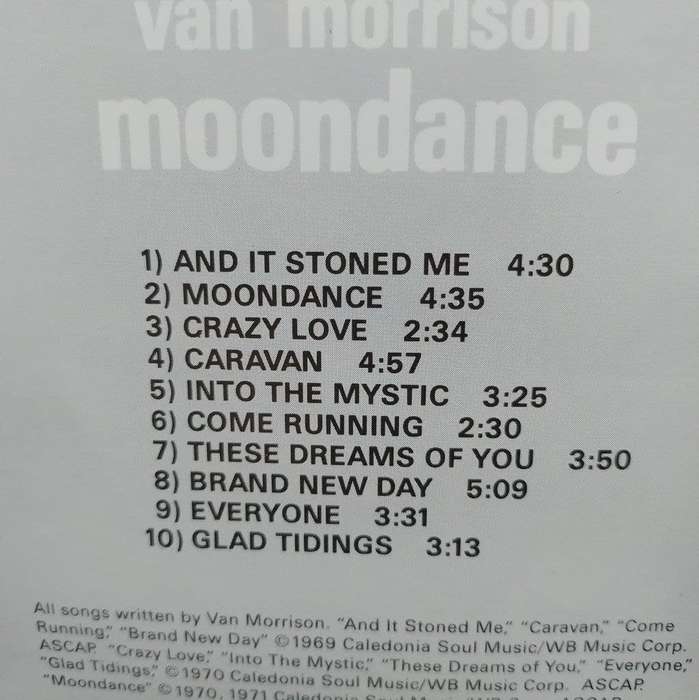 van morrison
moondance
1) AND IT STONED ME 4:30
2) MOONDANCE 4:35
3) CRAZY LOVE 2:34
4) CARAVAN 4:57
5) INTO THE MYSTIC 3:25
6) COME RUNNING 2:30
7) THESE DREAMS OF YOU 3:50
8) BRAND NEW DAY 5:09
9) EVERYONE 3:31
10) GLAD TIDINGS 3:13
All songs written by Van Morrison. "And It Stoned Me," "Caravan," "Come
Running," "Brand New Day" ©1969 Caledonia Soul Music/WB Music Corp.
ASCAP. "Crazy Love," "Into The Mystic," "These Dreams of You," "Everyone,"
"Glad Tidings," ©1970 Caledonia Soul Music/WB Music Corp. ASCAP.
"Moondance" ©1970, 1971 Caledonia Soul Music